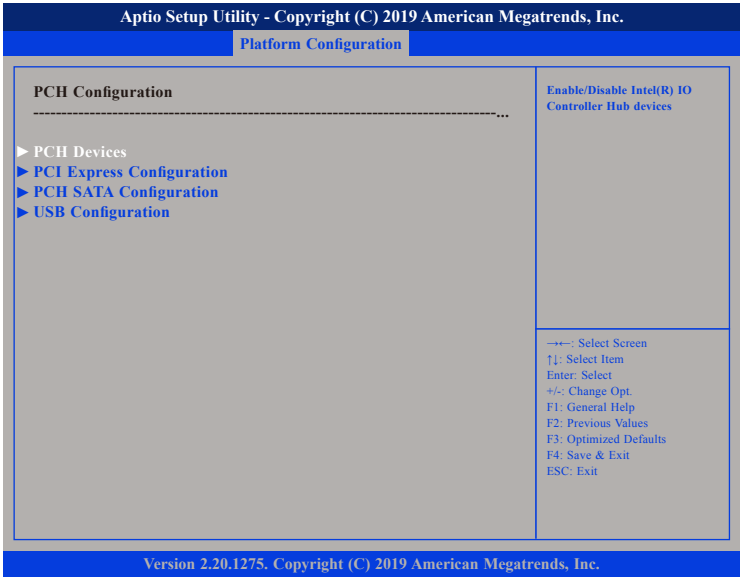 Aptio Setup Utility - Copyright (C) 2019 American Megatrends, Inc.
Platform Configuration
PCH Configuration
--------------------------------------------------------------------------------...
▶ PCH Devices
▶ PCI Express Configuration
▶ PCH SATA Configuration
▶ USB Configuration
Enable/Disable Intel(R) IO
Controller Hub devices
→←: Select Screen
↑↓: Select Item
Enter: Select
+/-: Change Opt.
F1: General Help
F2: Previous Values
F3: Optimized Defaults
F4: Save & Exit
ESC: Exit
Version 2.20.1275. Copyright (C) 2019 American Megatrends, Inc.